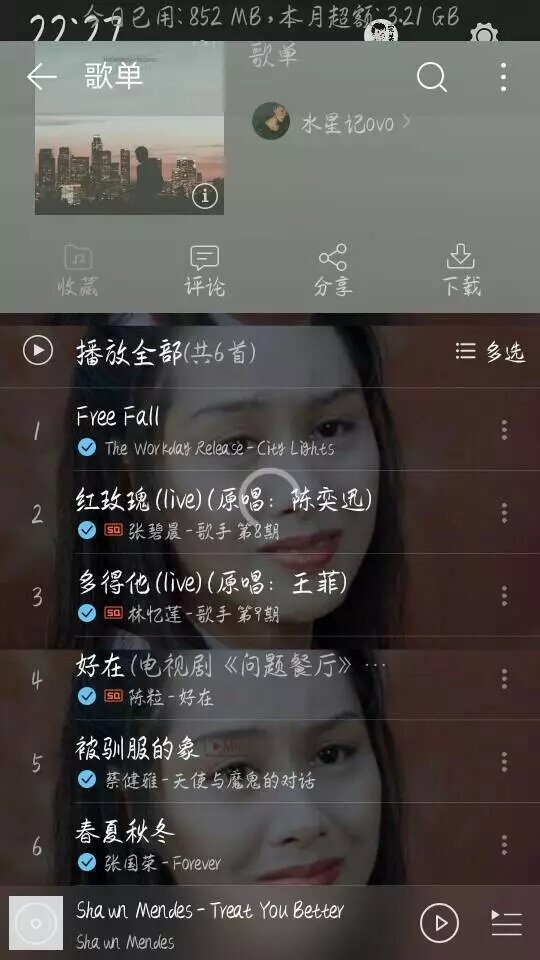 今日已用: 852 MB, 本月超额: 3.21 GB
22:27
歌单
歌单
水星记ovo >
收藏 评论 分享 下载
播放全部(共6首) 多选
1 Free Fall
The Workday Release - City Lights
2 红玫瑰 (live) (原唱：陈奕迅)
SQ 张碧晨 - 歌手 第8期
3 多得他 (live) (原唱：王菲)
SQ 林忆莲 - 歌手 第9期
4 好在 (电视剧《问题餐厅》 ...
SQ 陈粒 - 好在
5 被驯服的象
蔡健雅 - 天使与魔鬼的对话
6 春夏秋冬
张国荣 - Forever
Shawn Mendes - Treat You Better
Shawn Mendes